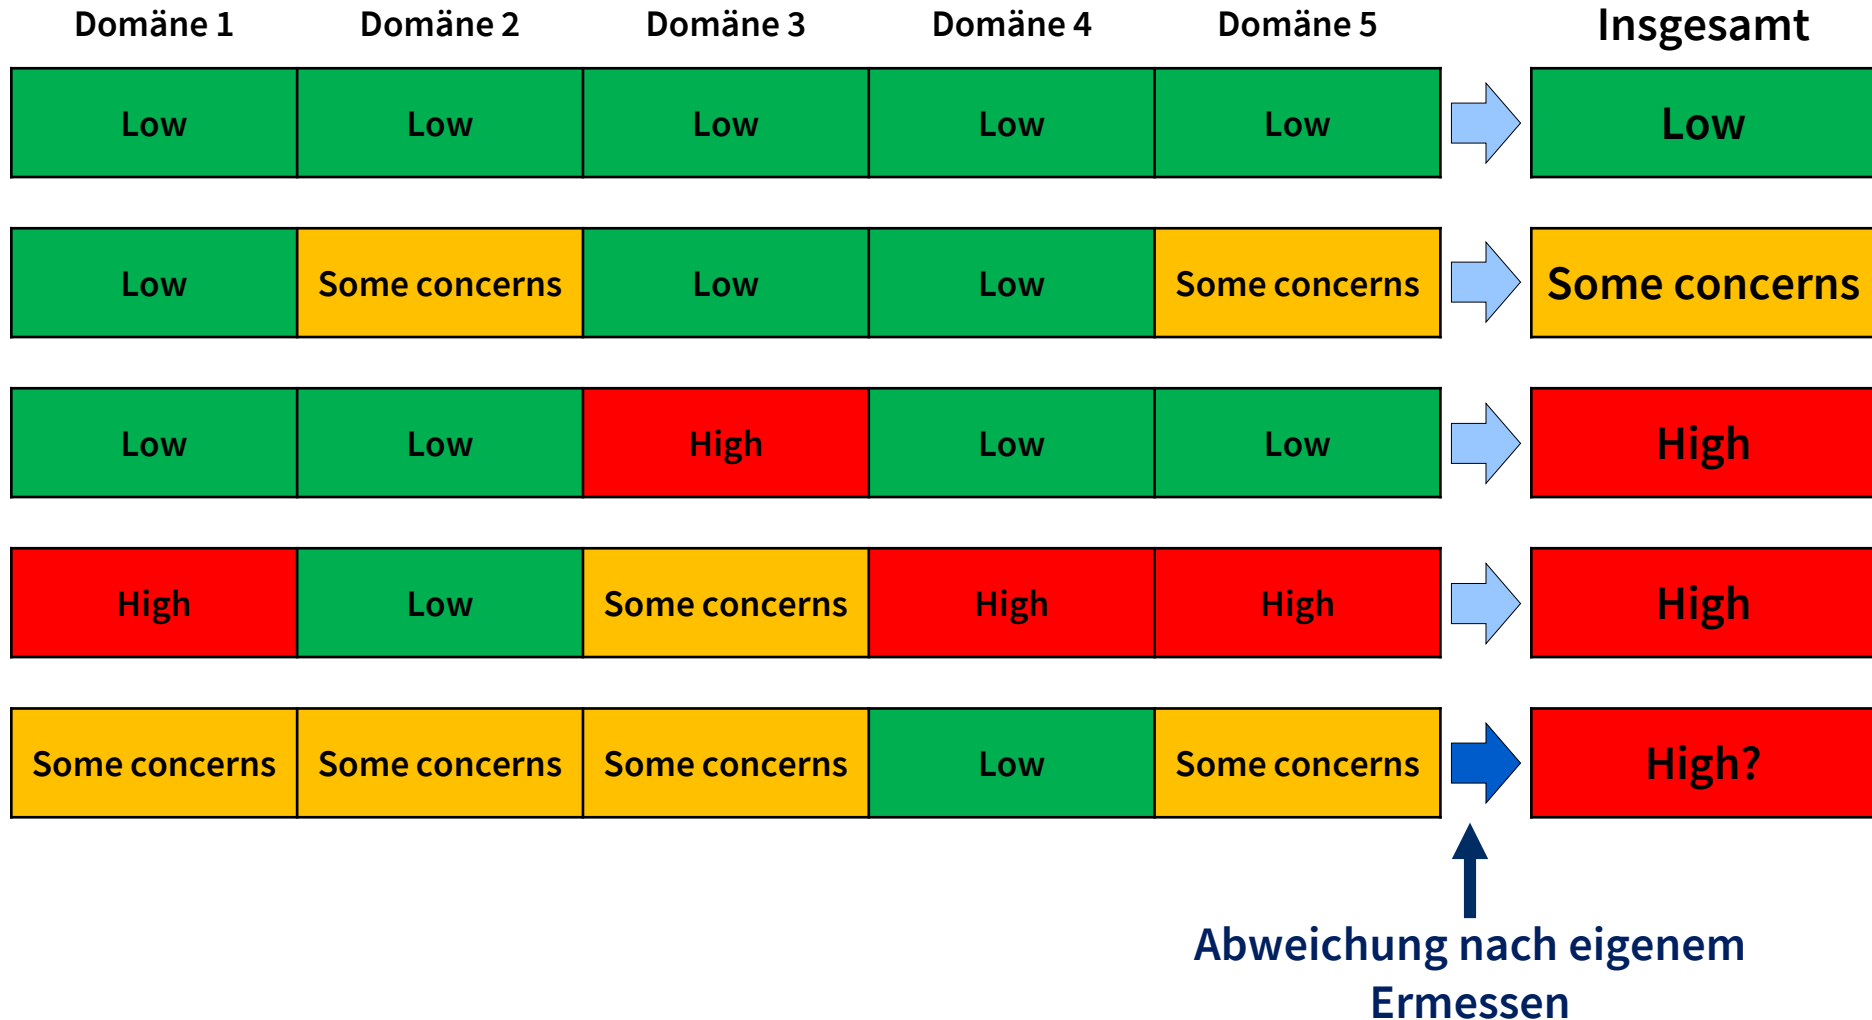 Domäne 1 Domäne 2 Domäne 3 Domäne 4 Domäne 5 Insgesamt
Low Low Low Low Low Low
Low Some concerns Low Low Some concerns Some concerns
Low Low High Low Low High
High Low Some concerns High High High
Some concerns Some concerns Some concerns Low Some concerns High?
Abweichung nach eigenem
Ermessen